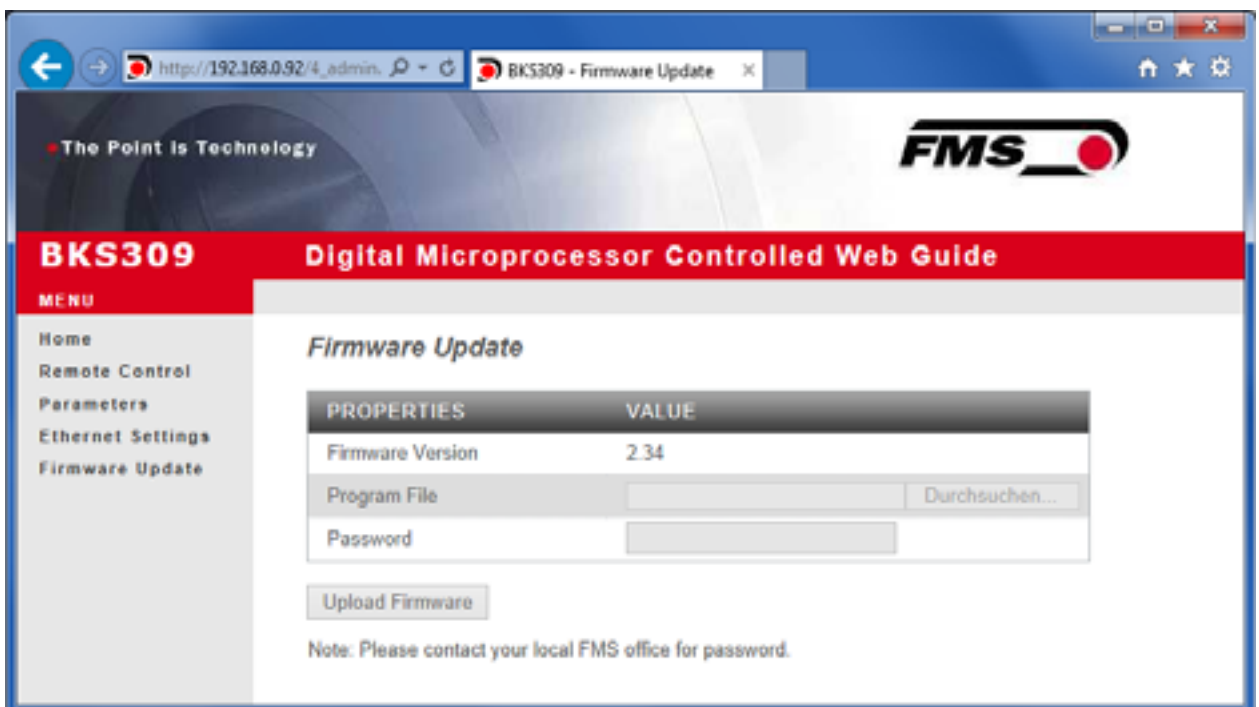 http://192.168.0.92/4_admin.
BKS309 - Firmware Update
The Point Is Technology
FMS
BKS309
Digital Microprocessor Controlled Web Guide
MENU
Home
Remote Control
Parameters
Ethernet Settings
Firmware Update
Firmware Update
PROPERTIES VALUE
Firmware Version 2.34
Program File Durchsuchen...
Password
Upload Firmware
Note: Please contact your local FMS office for password.